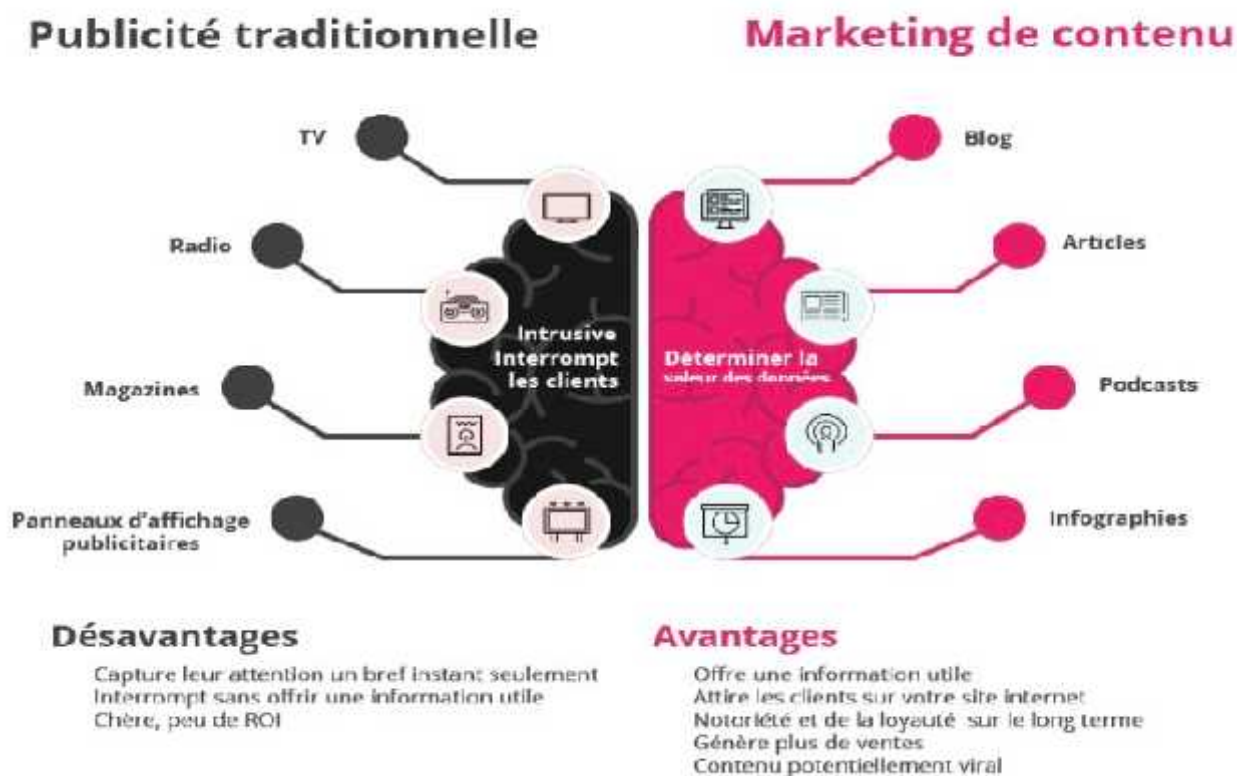 Publicité traditionnelle
Marketing de contenu
TV
Radio
Magazines
Panneaux d'affichage
publicitaires
Intrusive
Interrompt
les clients
Déterminer la
valeur des données
Blog
Articles
Podcasts
Infographies
Désavantages
Capture leur attention un bref instant seulement
Interrompt sans offrir une information utile
Chère, peu de ROI
Avantages
Offre une information utile
Attire les clients sur votre site internet
Notoriété et de la loyauté sur le long terme
Génère plus de ventes
Contenu potentiellement viral